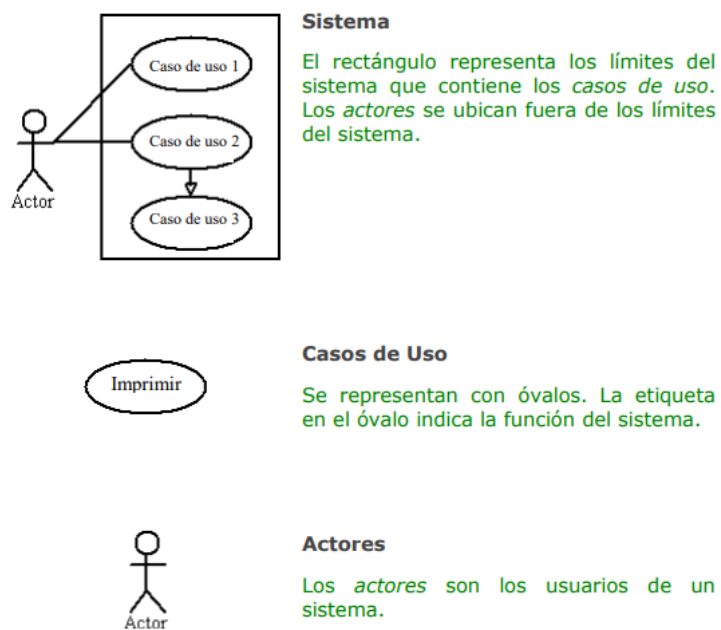 Sistema
El rectángulo representa los límites del
sistema que contiene los casos de uso.
Los actores se ubican fuera de los límites
del sistema.
Caso de uso 1
Caso de uso 2
Caso de uso 3
Actor
Casos de Uso
Se representan con óvalos. La etiqueta
en el óvalo indica la función del sistema.
Imprimir
Actores
Los actores son los usuarios de un
sistema.
Actor